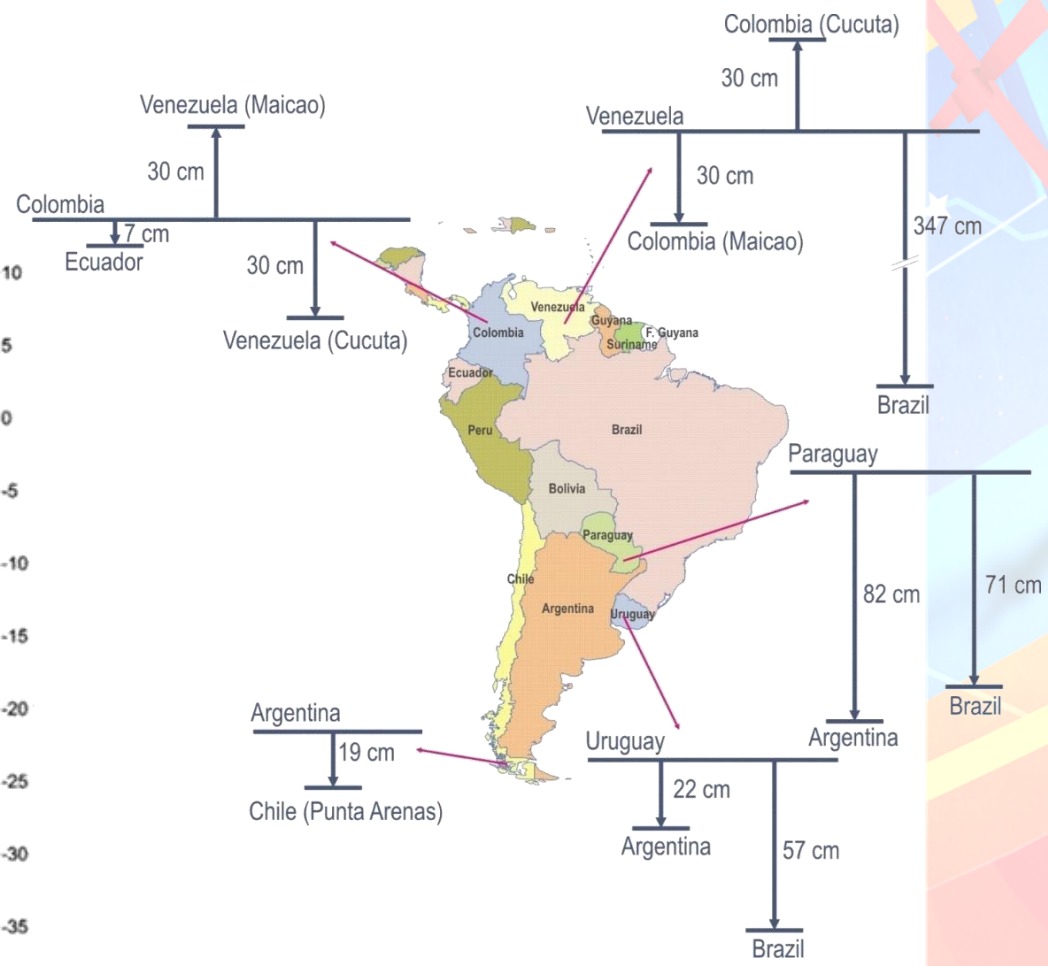 Colombia (Cucuta)
30 cm
Venezuela
30 cm
Colombia (Maicao)
347 cm
Brazil
Venezuela (Maicao)
30 cm
Colombia
7 cm
Ecuador
30 cm
Venezuela (Cucuta)
10
5
0
-5
-10
-15
-20
-25
-30
-35
Venezuela
Guyana
F. Guyana
Suriname
Colombia
Ecuador
Peru
Brazil
Bolivia
Paraguay
Chile
Argentina
Uruguay
Paraguay
82 cm
71 cm
Brazil
Argentina
Argentina
19 cm
Chile (Punta Arenas)
Uruguay
22 cm
Argentina
57 cm
Brazil